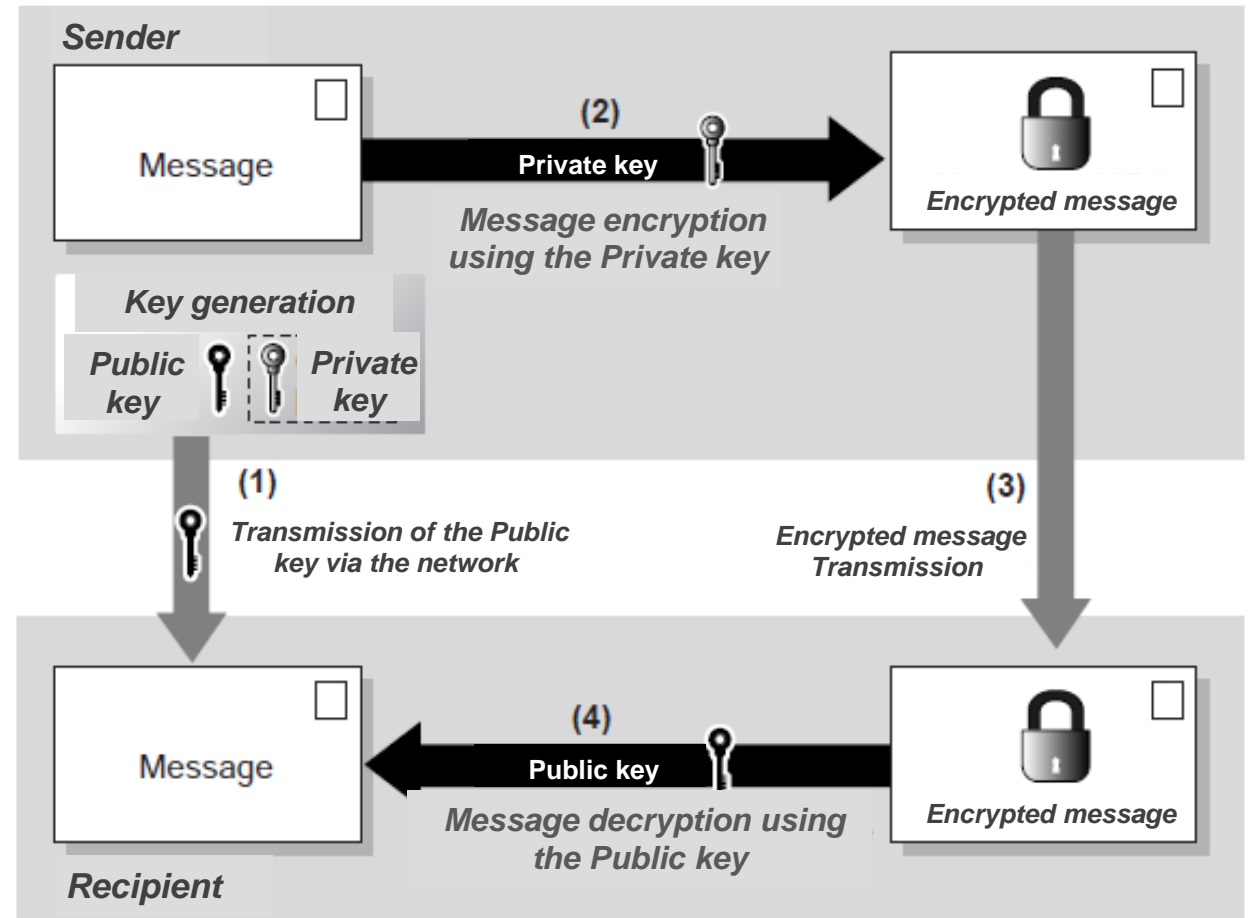 Sender
Message
(2)
Private key
Message encryption
using the Private key
Encrypted message
Key generation
Public
key
Private
key
(1)
Transmission of the Public
key via the network
(3)
Encrypted message
Transmission
Message
(4)
Public key
Message decryption using
the Public key
Encrypted message
Recipient